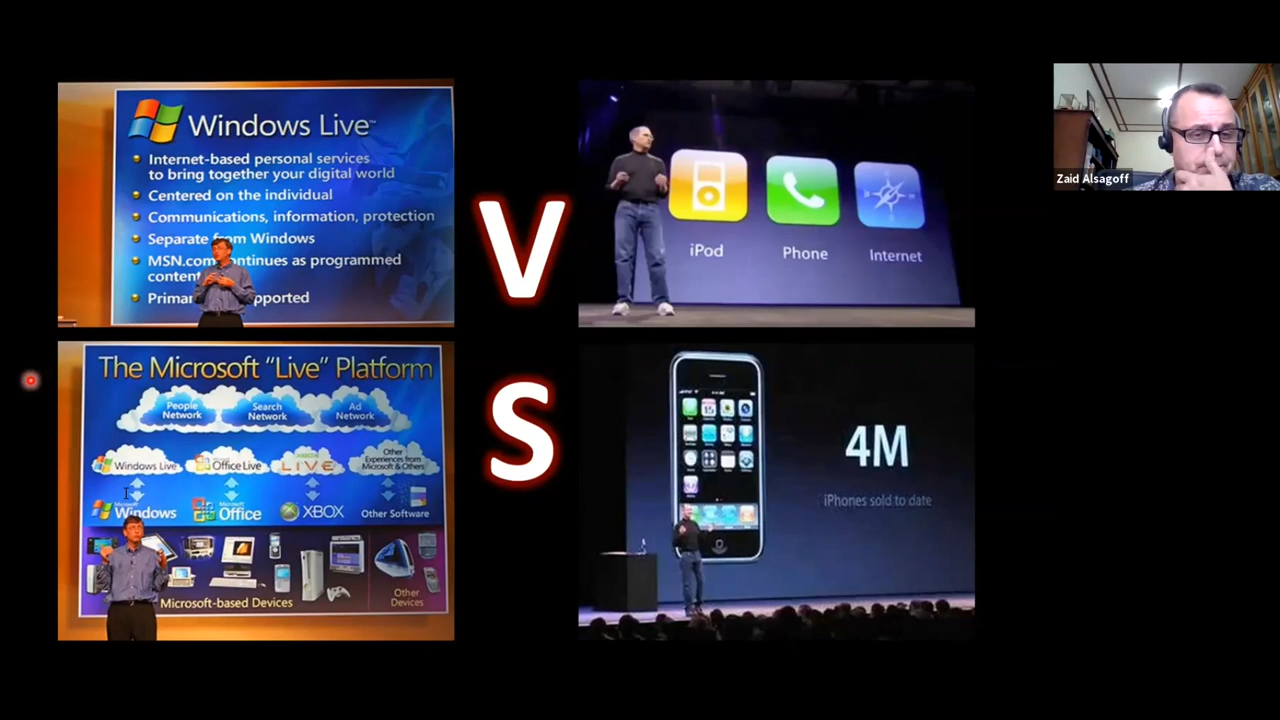 Windows Live™
Internet-based personal services
to bring together your digital world
Centered on the individual
Communications, information, protection
Separate from Windows
MSN.com continues as programmed
content
supported
The Microsoft "Live" Platform
People Network
Search Network
Ad Network
Windows Live
Office Live
LIVE
Other Experiences from Microsoft & Others
Microsoft Windows
Microsoft Office
XBOX
Other Software
Microsoft-based Devices
Other Devices
V
S
iPod
Phone
Internet
4M
iPhones sold to date
Zaid Alsagoff